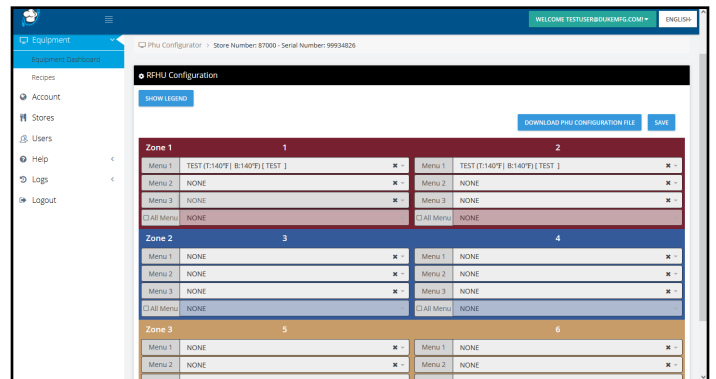 WELCOME TESTUSER@DUKEMFG.COM! ENGLISH
Equipment
Phu Configurator > Store Number: 87000 - Serial Number: 99934826
Equipment Dashboard
Recipes
RFHU Configuration
Account
SHOW LEGEND
Stores
DOWNLOAD PHU CONFIGURATION FILE SAVE
Users
Zone 1 1 2
Help
Menu 1 TEST (T:140°F| B:140°F) [ TEST ] Menu 1 TEST (T:140°F| B:140°F) [ TEST ]
Logs
Menu 2 NONE Menu 2 NONE
Logout
Menu 3 NONE Menu 3 NONE
All Menu NONE All Menu NONE
Zone 2 3 4
Menu 1 NONE Menu 1 NONE
Menu 2 NONE Menu 2 NONE
Menu 3 NONE Menu 3 NONE
All Menu NONE All Menu NONE
Zone 3 5 6
Menu 1 NONE Menu 1 NONE
Menu 2 NONE Menu 2 NONE